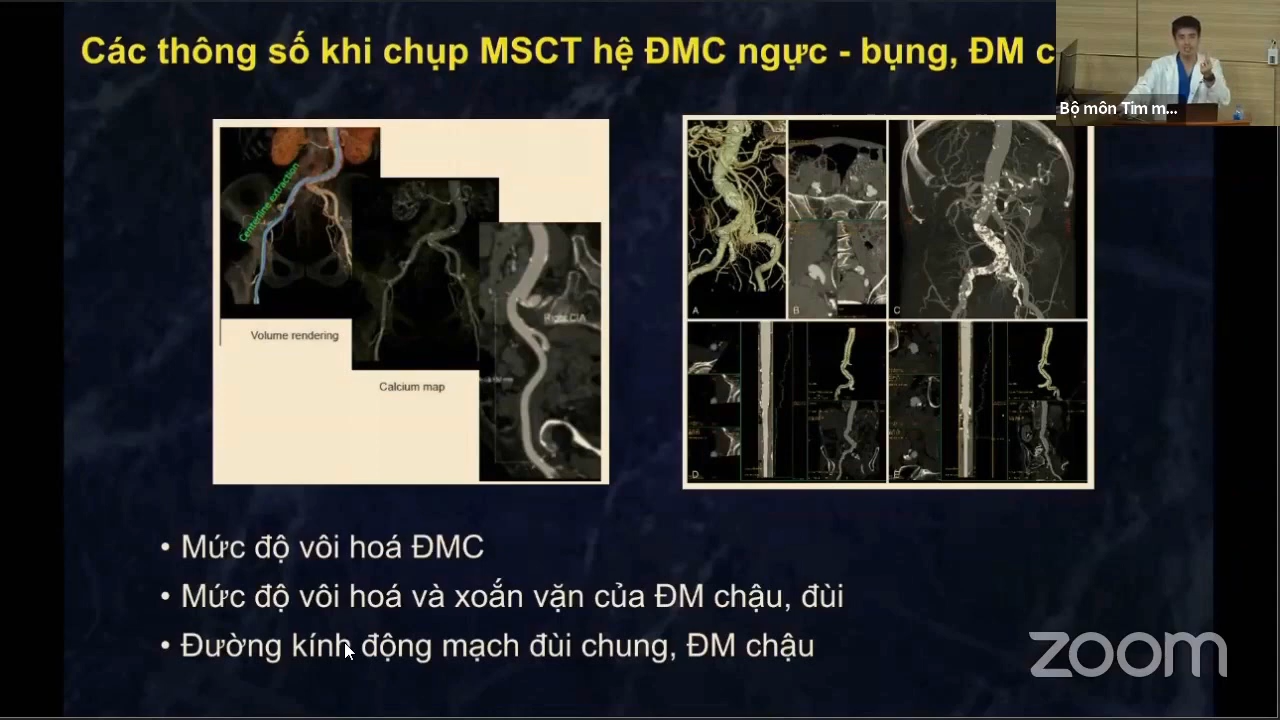 Các thông số khi chụp MSCT hệ ĐMC ngực - bụng, ĐM c
Bộ môn Tim m...
Centerline extraction
Volume rendering
Calcium map
Right CIA
A
B
C
D
E
• Mức độ vôi hoá ĐMC
• Mức độ vôi hoá và xoắn vặn của ĐM chậu, đùi
• Đường kính động mạch đùi chung, ĐM chậu
zoom